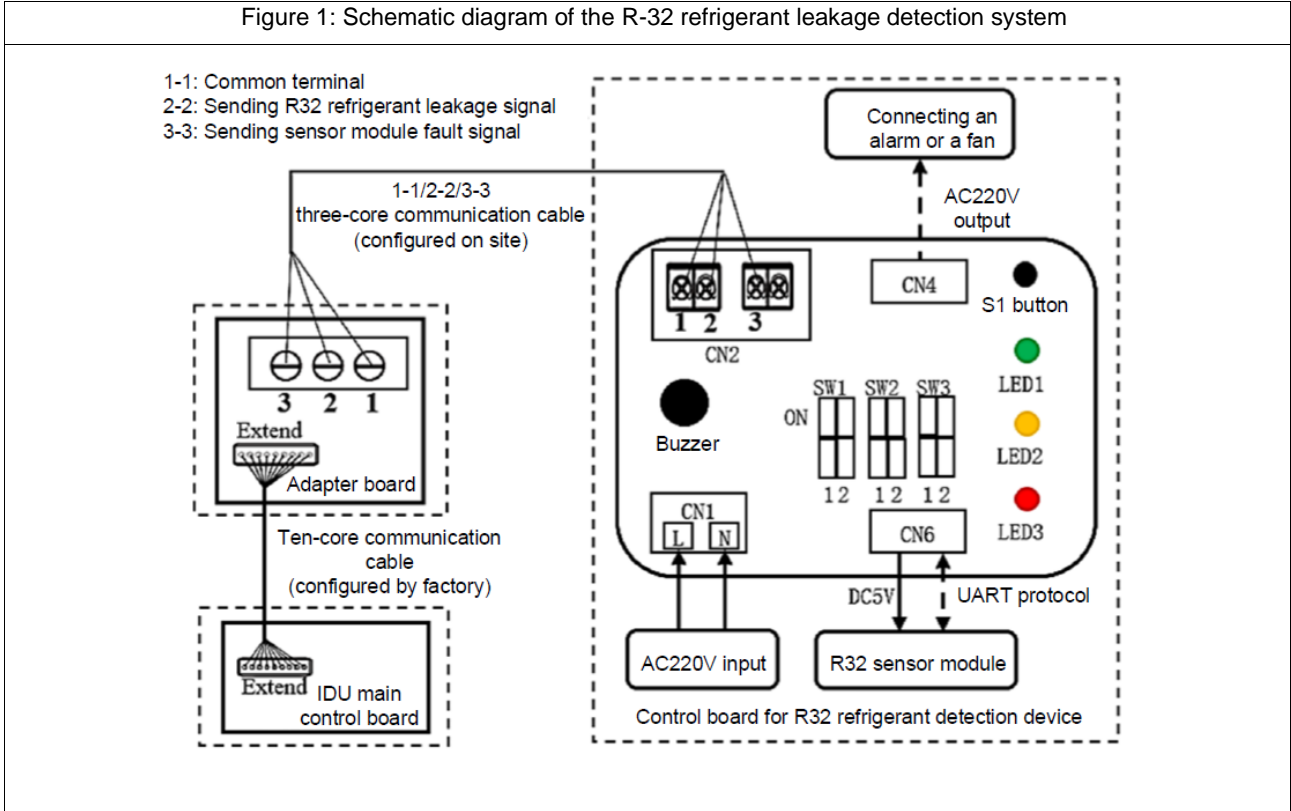 Figure 1: Schematic diagram of the R-32 refrigerant leakage detection system
1-1: Common terminal
2-2: Sending R32 refrigerant leakage signal
3-3: Sending sensor module fault signal
1-1/2-2/3-3
three-core communication cable
(configured on site)
3 2 1
Extend
Adapter board
Ten-core communication
cable
(configured by factory)
Extend
IDU main
control board
Connecting an
alarm or a fan
AC220V
output
1 2 3
CN2
CN4
S1 button
LED1
LED2
LED3
Buzzer
SW1 SW2 SW3
ON
1 2 1 2 1 2
CN1
L N
CN6
DC5V
UART protocol
AC220V input
R32 sensor module
Control board for R32 refrigerant detection device